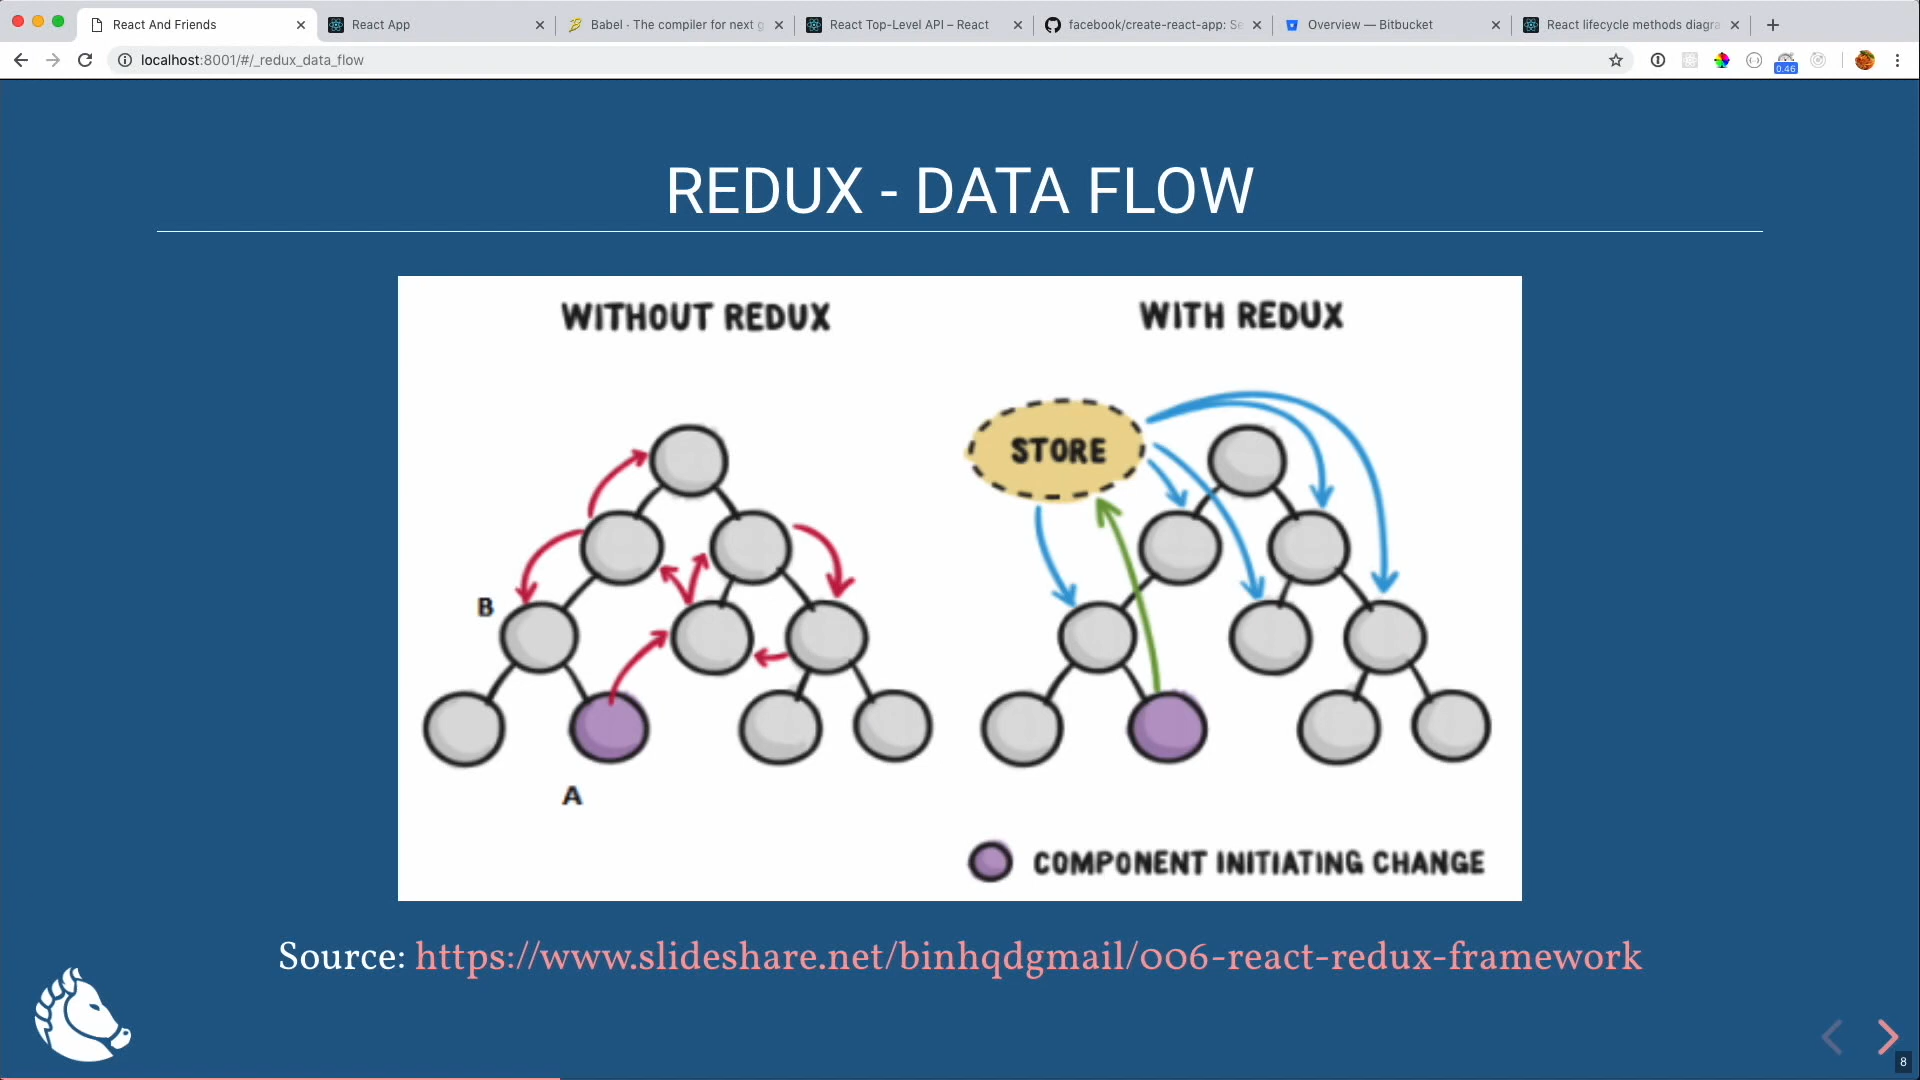 React And Friends
React App
Babel · The compiler for next g
React Top-Level API – React
facebook/create-react-app: Se
Overview — Bitbucket
React lifecycle methods diagra
localhost:8001/#/_redux_data_flow
0.46
REDUX - DATA FLOW
WITHOUT REDUX
WITH REDUX
STORE
B
A
COMPONENT INITIATING CHANGE
Source: https://www.slideshare.net/binhqdgmail/006-react-redux-framework
8